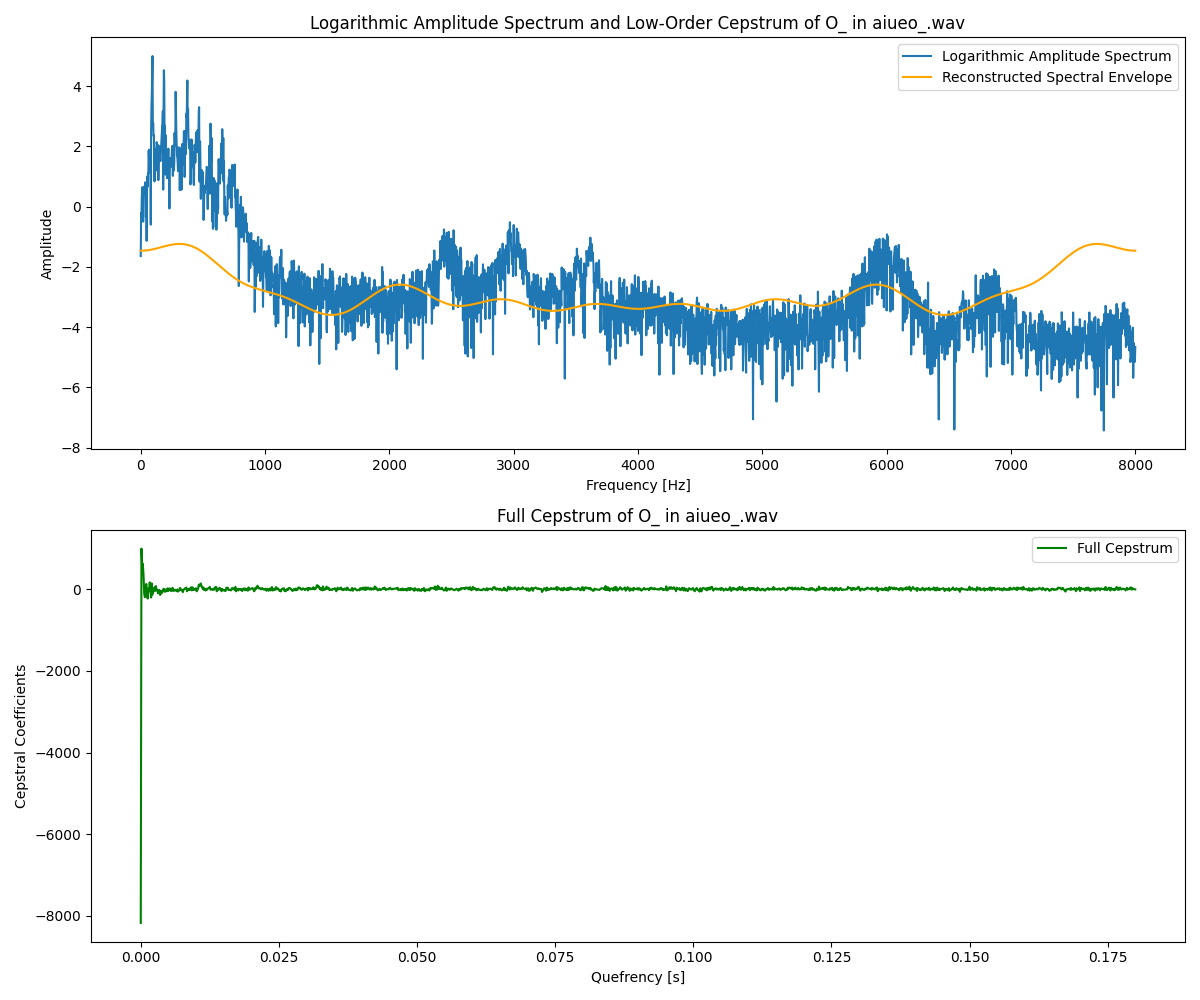 Logarithmic Amplitude Spectrum and Low-Order Cepstrum of O_ in aiueo_.wav
Logarithmic Amplitude Spectrum
Reconstructed Spectral Envelope
Amplitude
4
2
0
−2
−4
−6
−8
0 1000 2000 3000 4000 5000 6000 7000 8000
Frequency [Hz]
Full Cepstrum of O_ in aiueo_.wav
Full Cepstrum
Cepstral Coefficients
0
−2000
−4000
−6000
−8000
0.000 0.025 0.050 0.075 0.100 0.125 0.150 0.175
Quefrency [s]